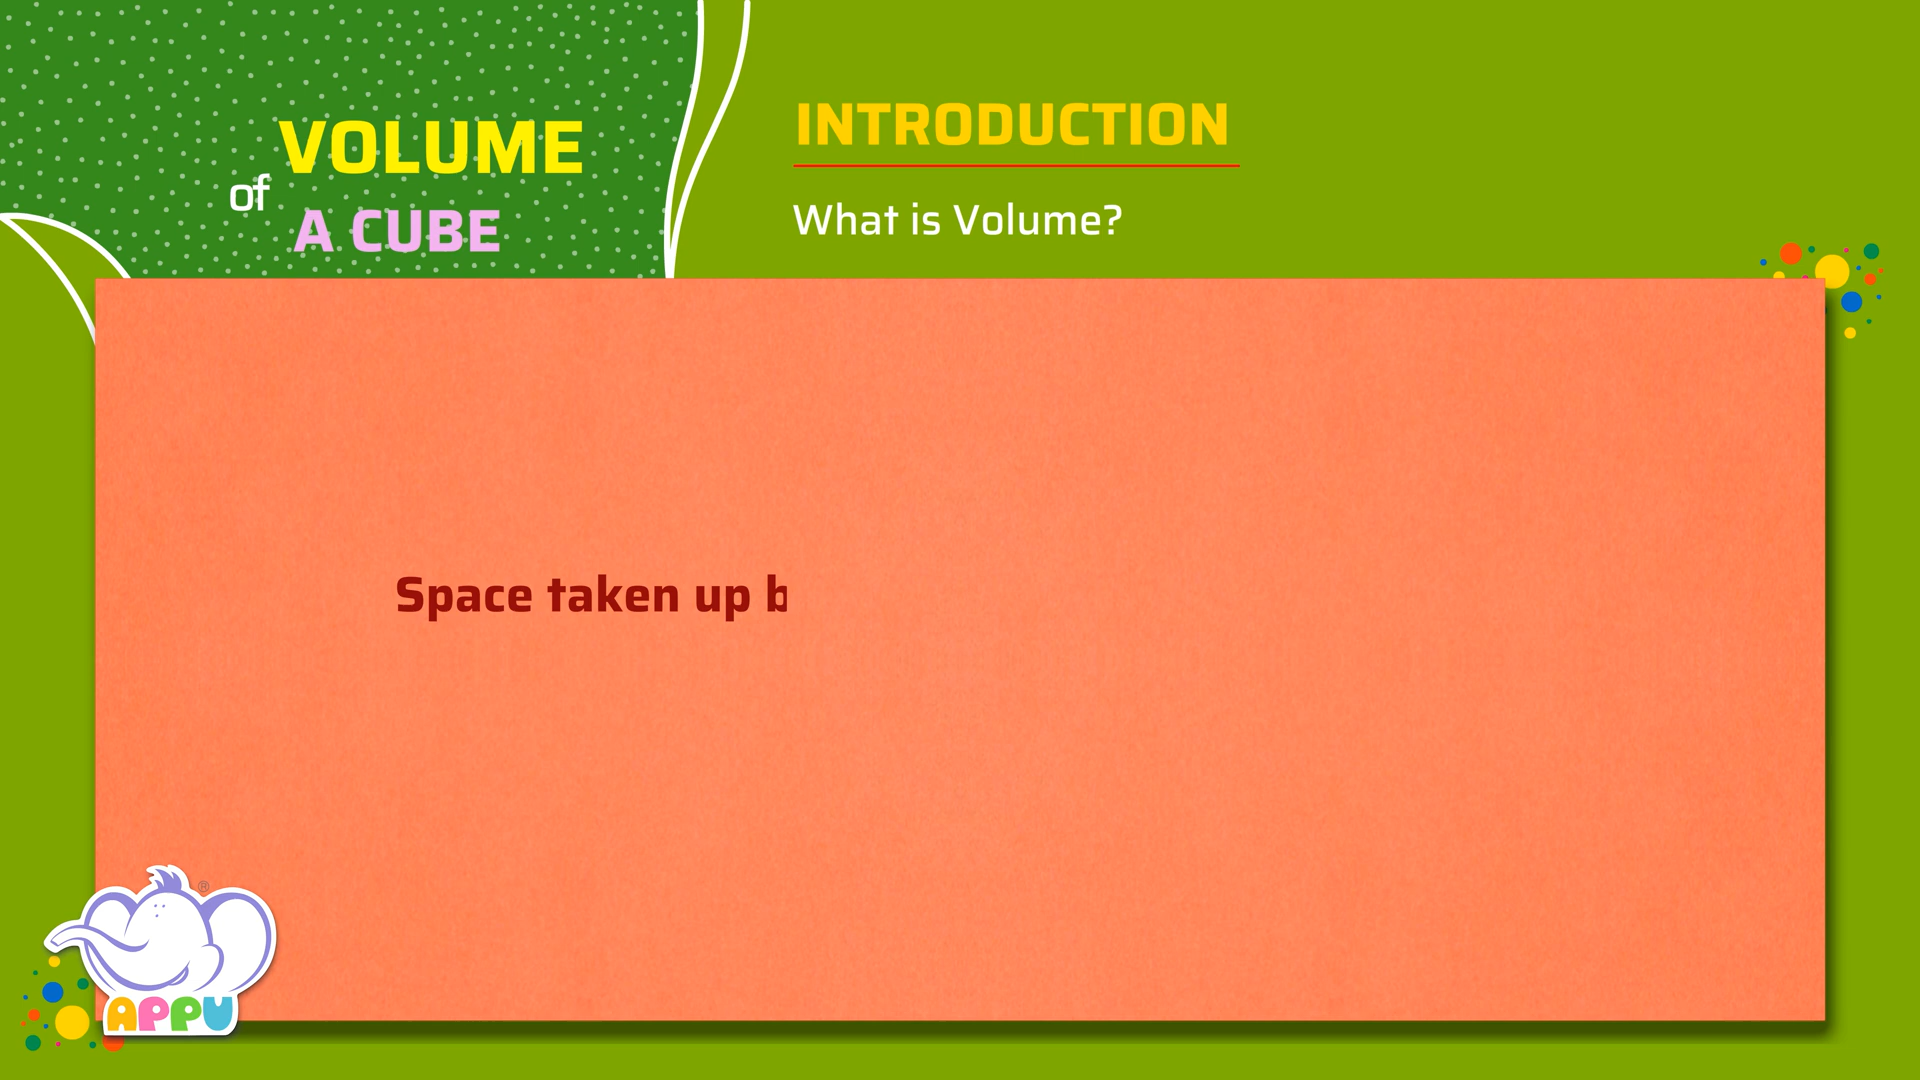 VOLUME
of
A CUBE
INTRODUCTION
What is Volume?
Space taken up b
®
APPU